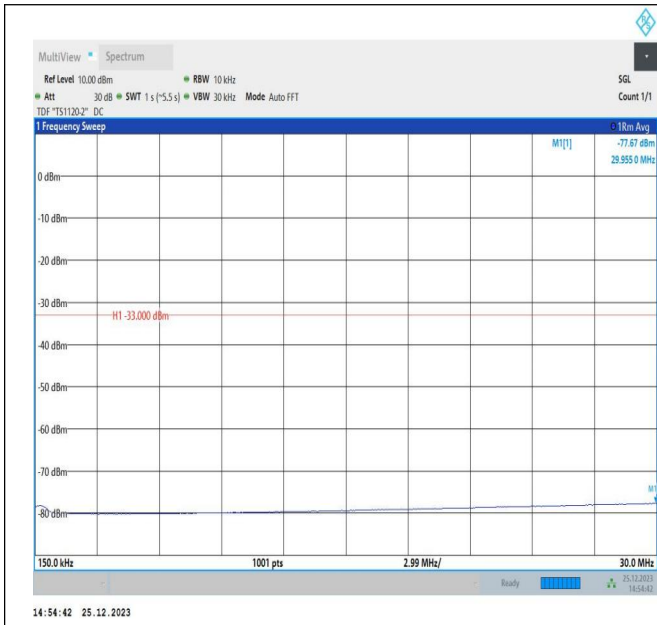 MultiView Spectrum
Ref Level 10.00 dBm RBW 10 kHz SGL
Att 30 dB SWT 1 s (~5.5 s) VBW 30 kHz Mode Auto FFT Count 1/1
TDF "TS1120-2" DC
1 Frequency Sweep 1Rm Avg
M1[1] -77.67 dBm
29.955 0 MHz
0 dBm
-10 dBm
-20 dBm
-30 dBm
H1 -33.000 dBm
-40 dBm
-50 dBm
-60 dBm
-70 dBm
M1
-80 dBm
150.0 kHz 1001 pts 2.99 MHz/ 30.0 MHz
Ready 25.12.2023
14:54:42
14:54:42 25.12.2023